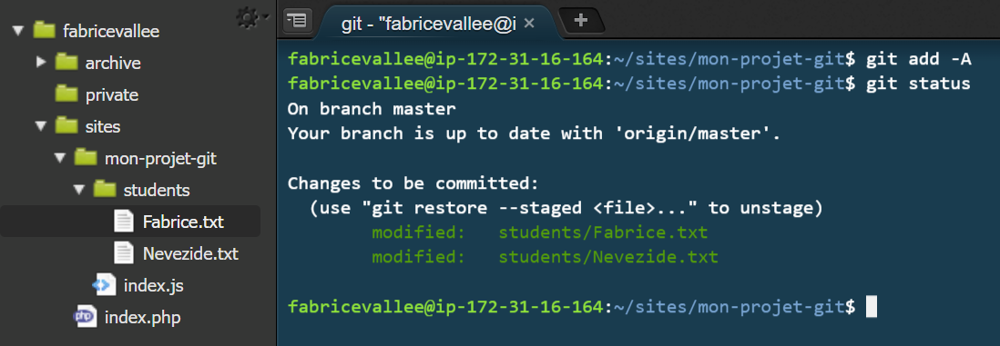 fabricevallee
archive
private
sites
mon-projet-git
students
Fabrice.txt
Nevezide.txt
index.js
php index.php
git - "fabricevallee@i × +
fabricevallee@ip-172-31-16-164:~/sites/mon-projet-git$ git add -A
fabricevallee@ip-172-31-16-164:~/sites/mon-projet-git$ git status
On branch master
Your branch is up to date with 'origin/master'.
Changes to be committed:
(use "git restore --staged <file>..." to unstage)
modified: students/Fabrice.txt
modified: students/Nevezide.txt
fabricevallee@ip-172-31-16-164:~/sites/mon-projet-git$